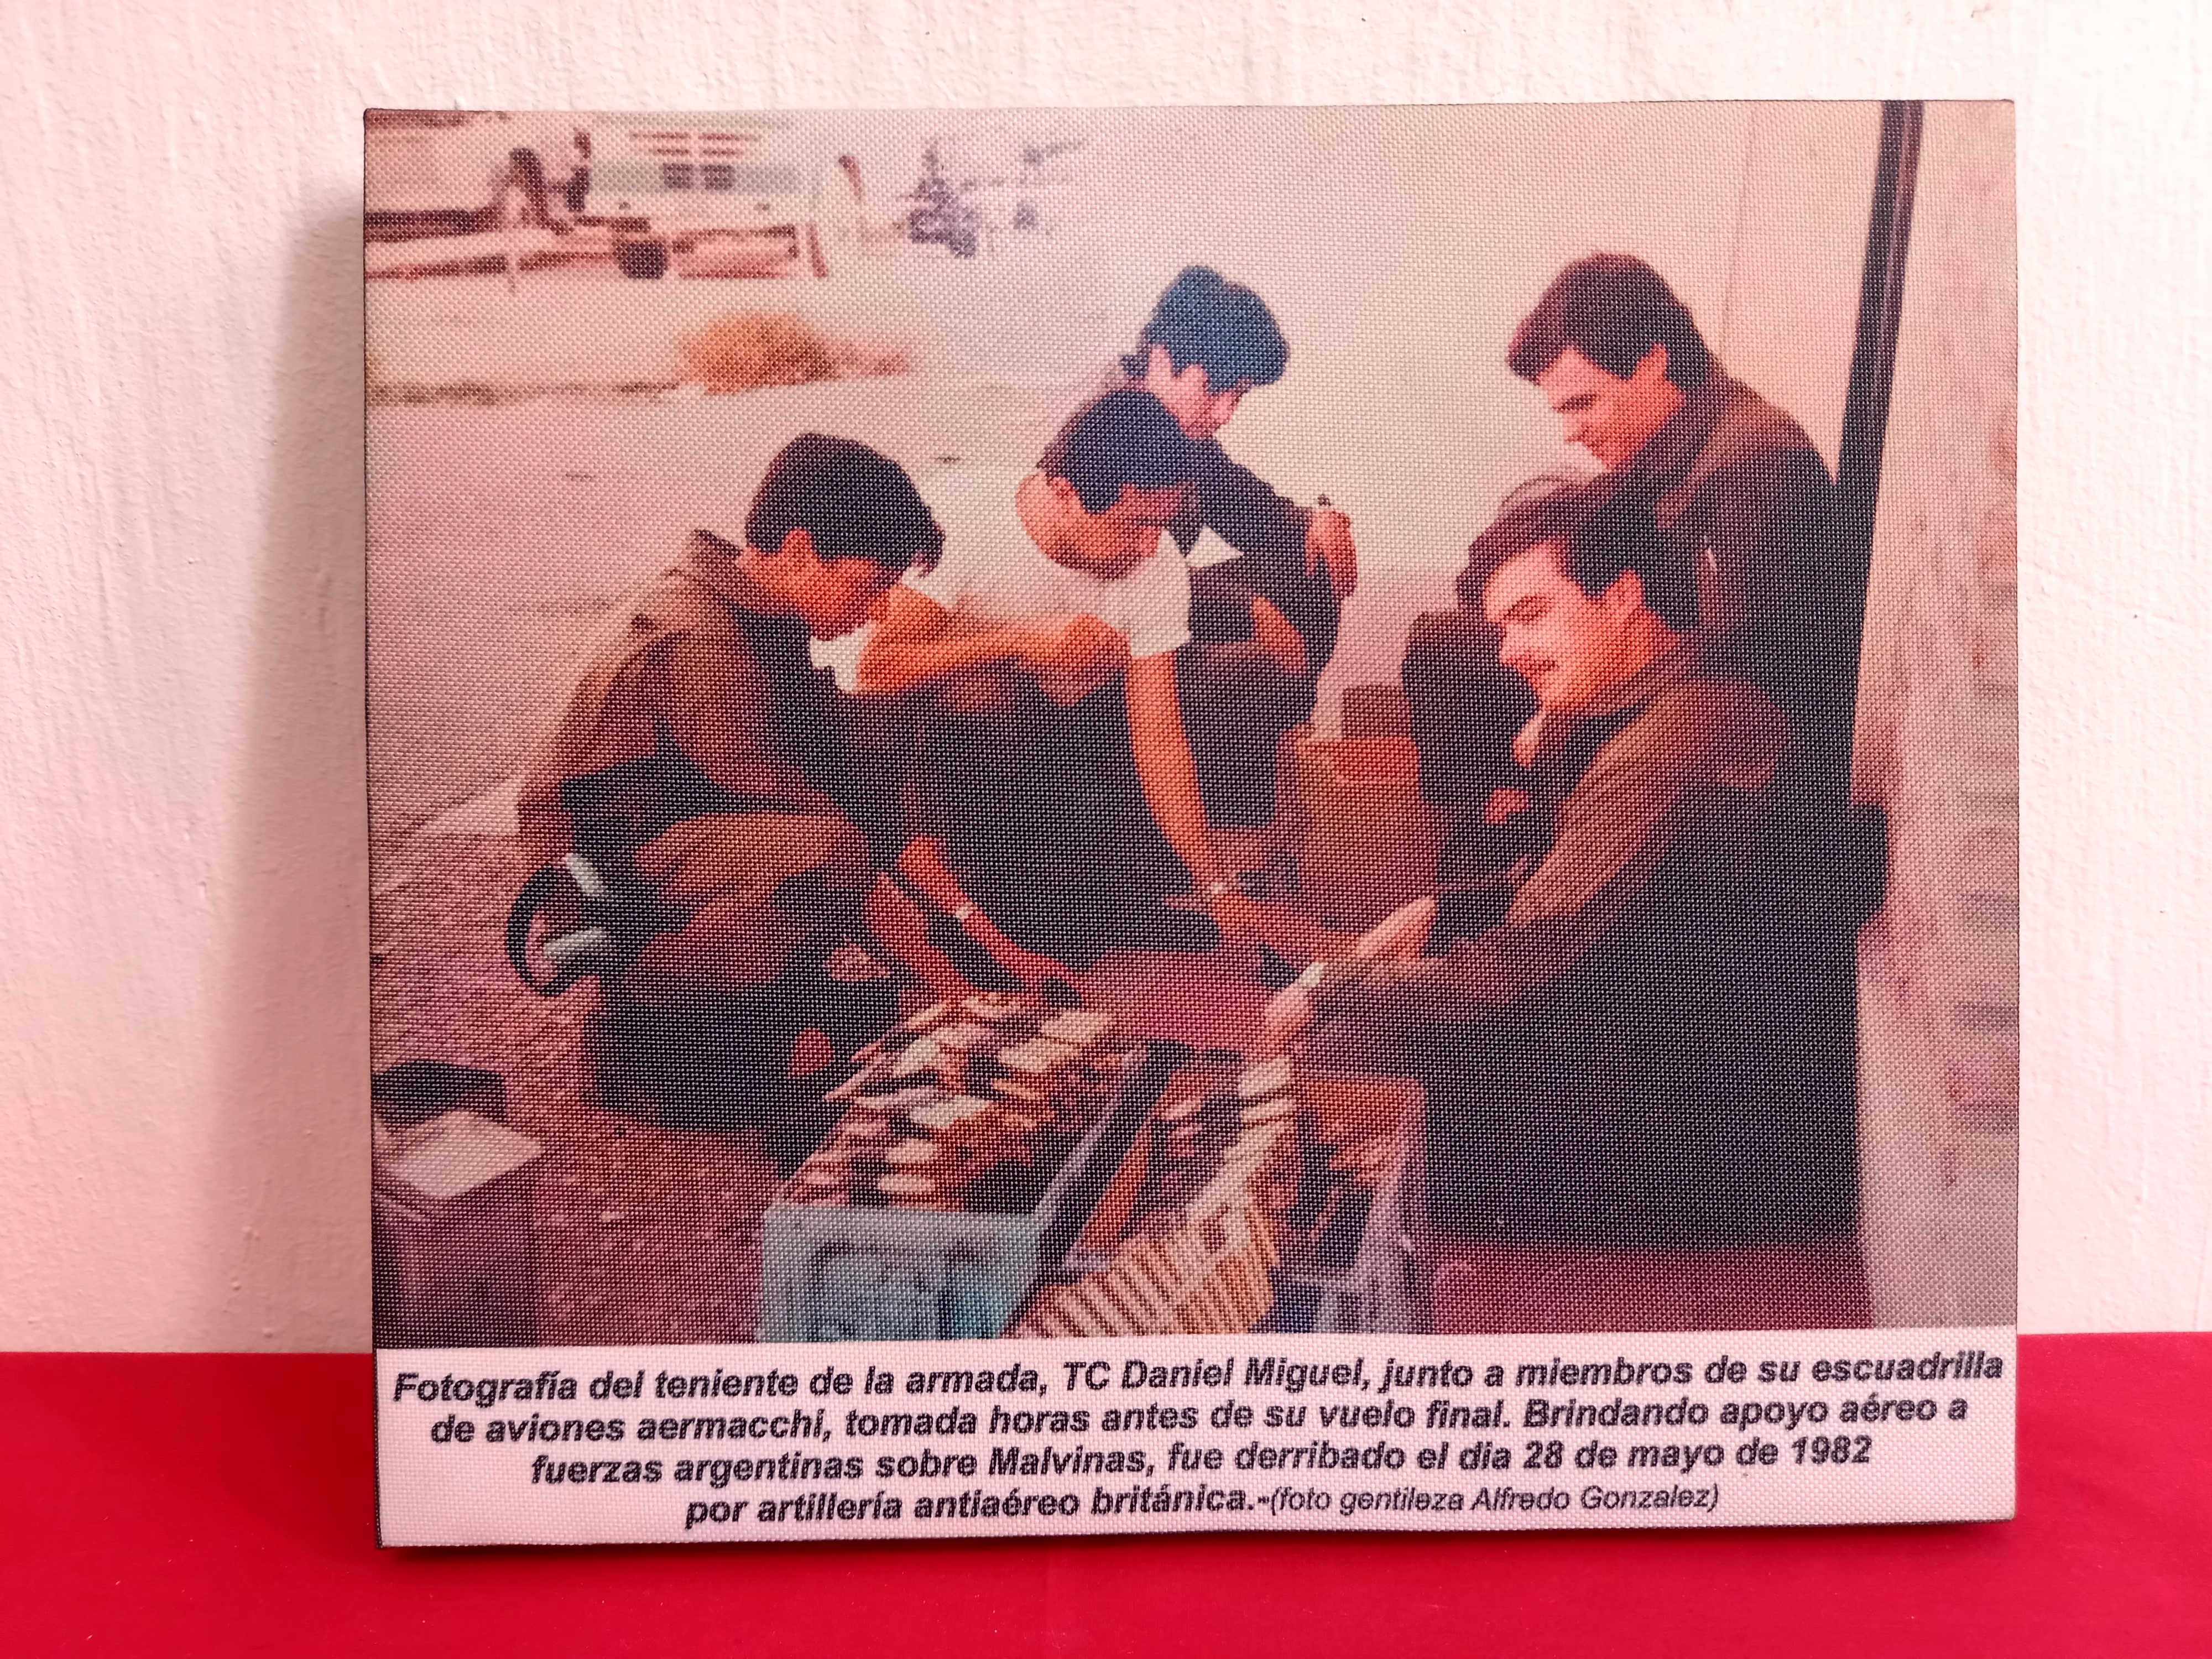 Fotografía del teniente de la armada, TC Daniel Miguel, junto a miembros de su escuadrilla
de aviones aermacchi, tomada horas antes de su vuelo final. Brindando apoyo aéreo a
fuerzas argentinas sobre Malvinas, fue derribado el dia 28 de mayo de 1982
por artillería antiaéreo británica.-(foto gentileza Alfredo Gonzalez)